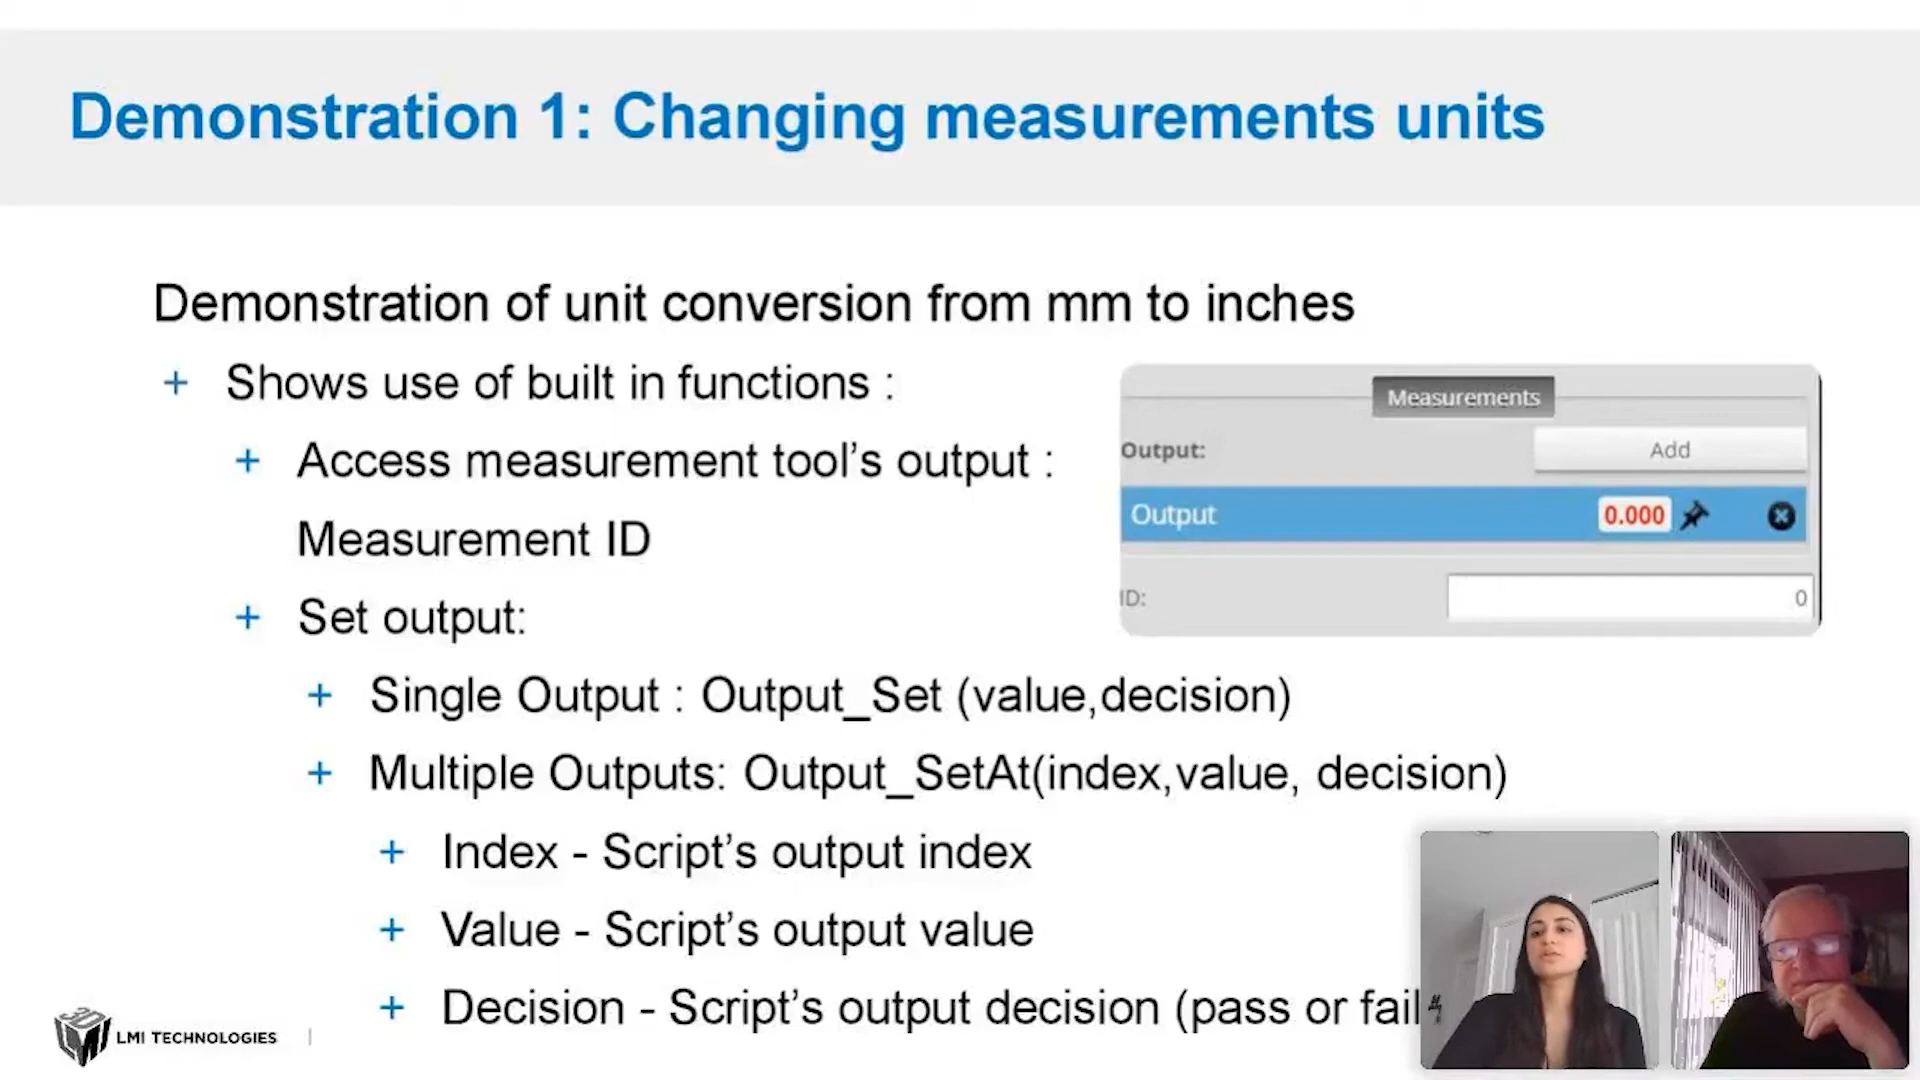 Demonstration 1: Changing measurements units
Demonstration of unit conversion from mm to inches
+ Shows use of built in functions :
+ Access measurement tool’s output :
Measurement ID
+ Set output:
+ Single Output : Output_Set (value,decision)
+ Multiple Outputs: Output_SetAt(index,value, decision)
+ Index - Script’s output index
+ Value - Script’s output value
+ Decision - Script’s output decision (pass or fail
Measurements
Output:
Add
Output
0.000
ID:
0
3D
LMI TECHNOLOGIES